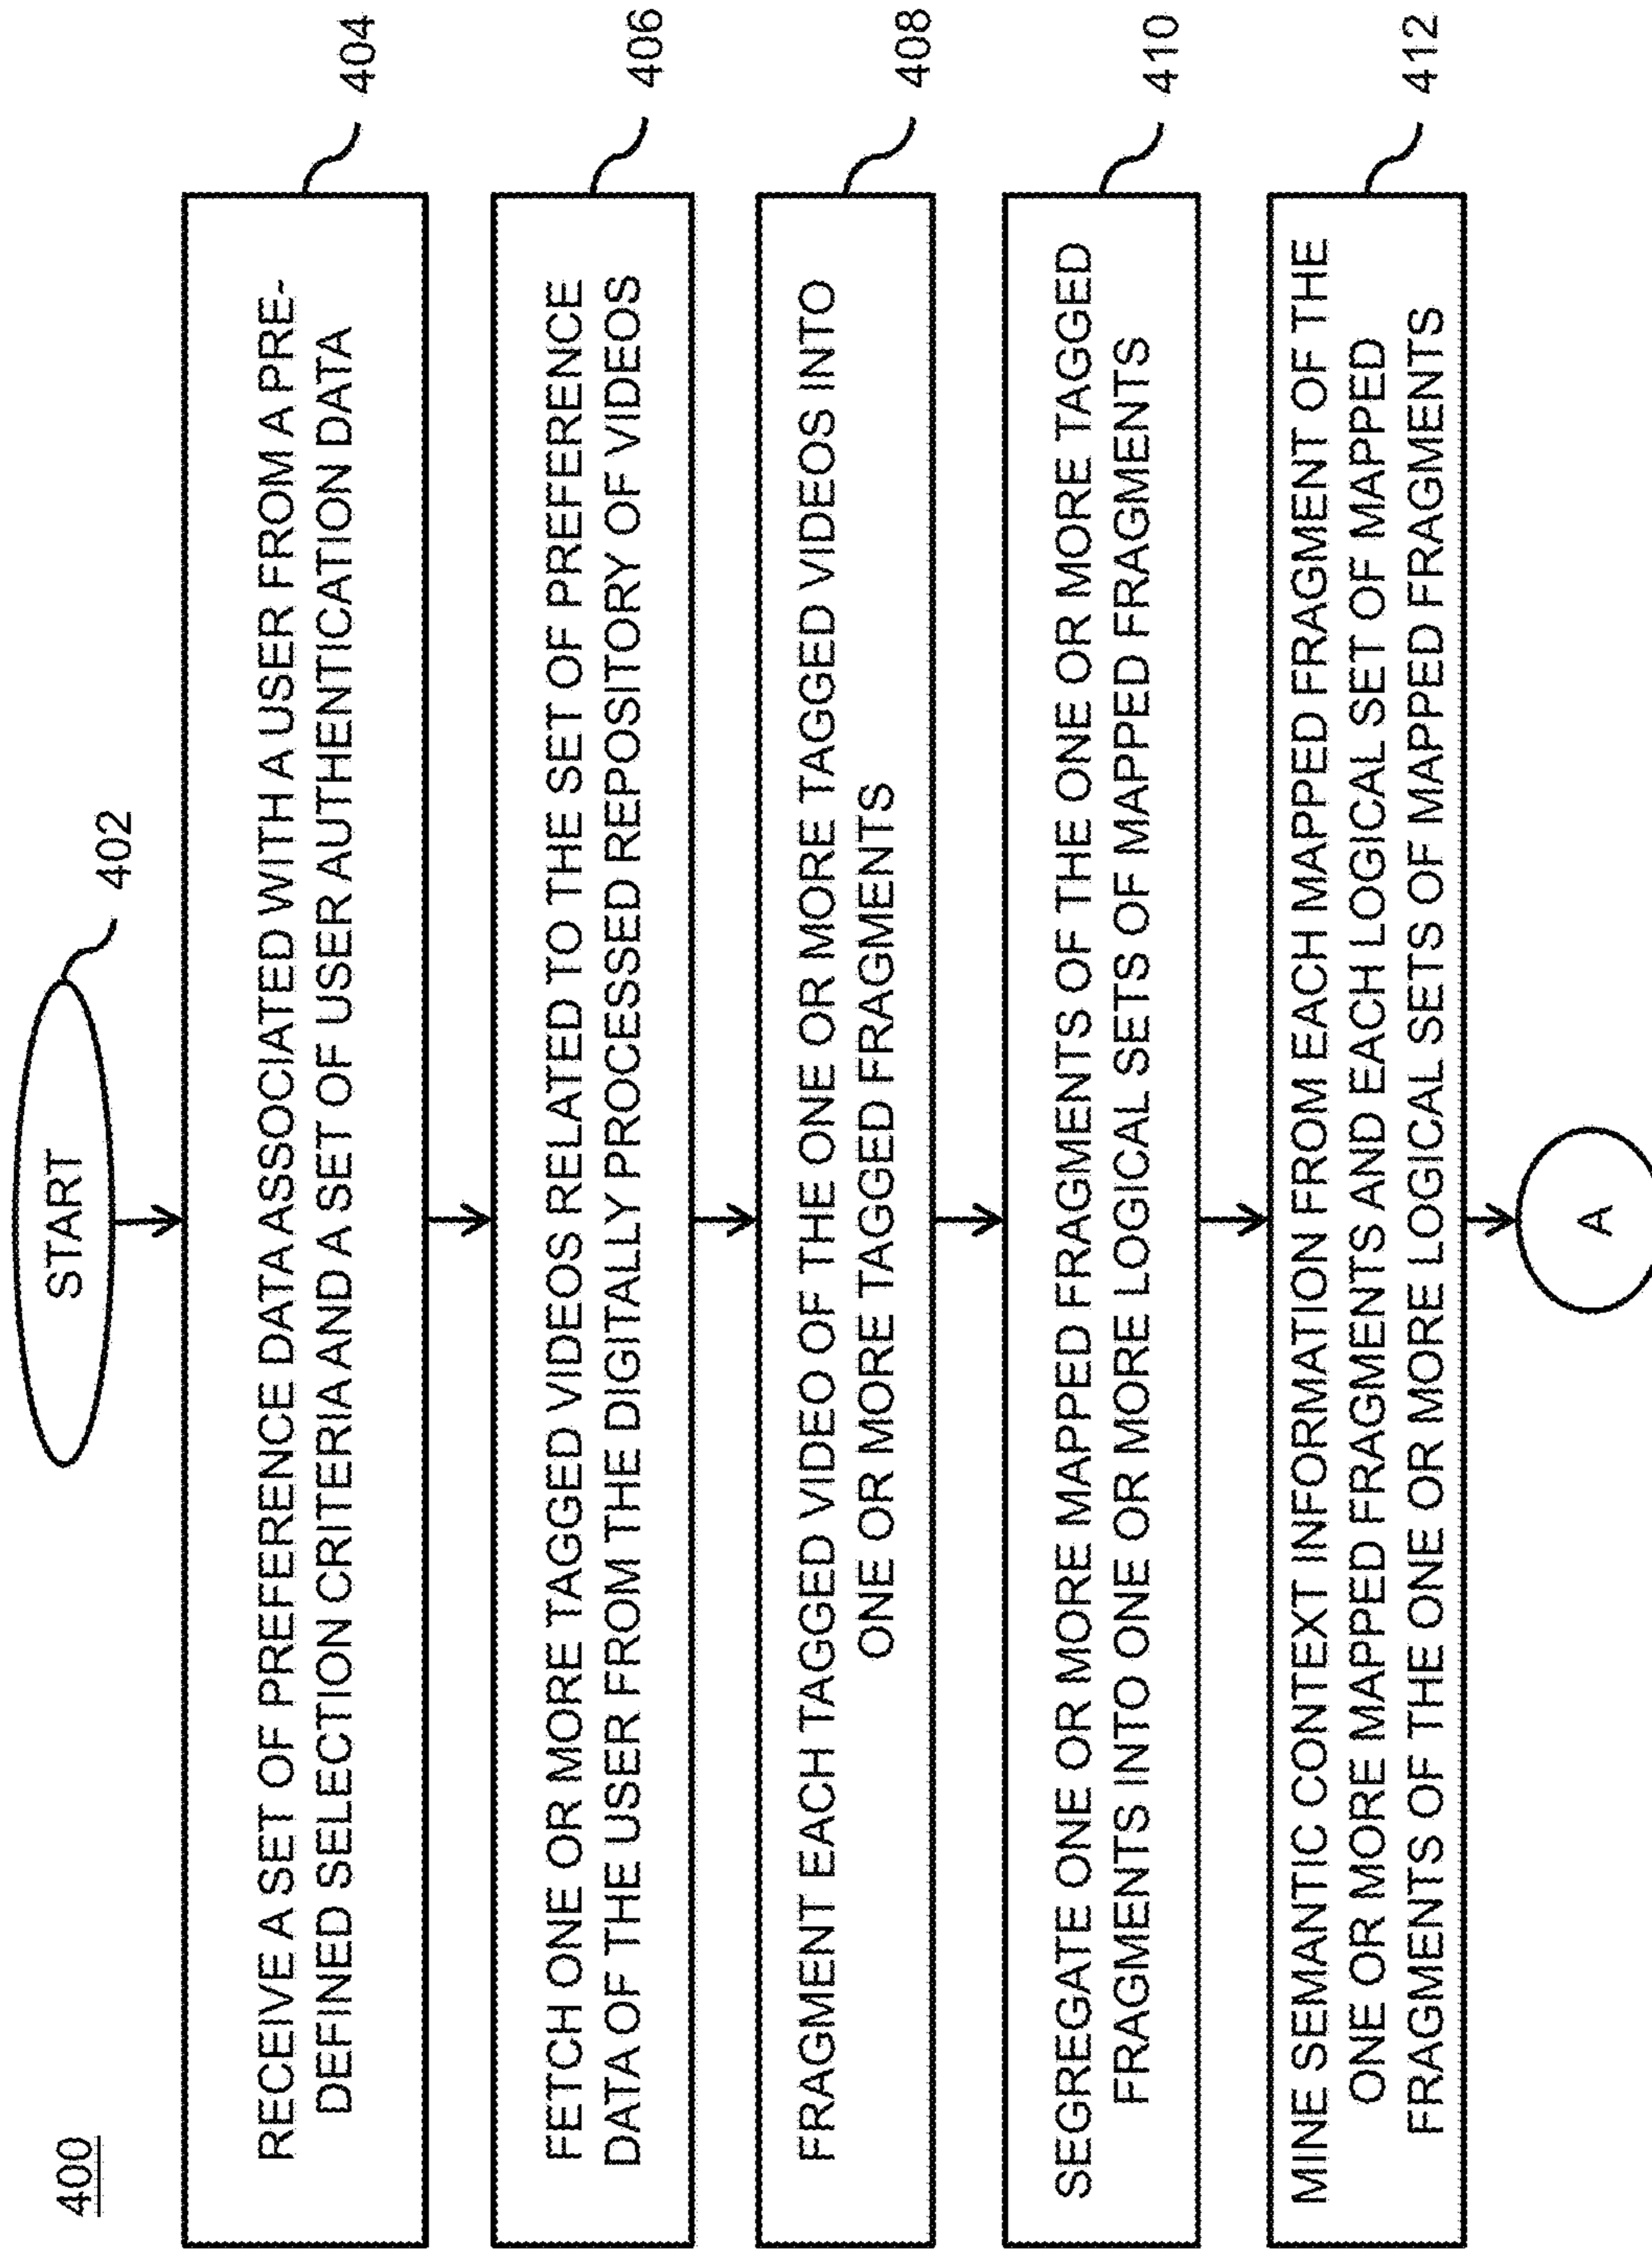 400
START
402
RECEIVE A SET OF PREFERENCE DATA ASSOCIATED WITH A USER FROM A PRE-
DEFINED SELECTION CRITERIA AND A SET OF USER AUTHENTICATION DATA
404
FETCH ONE OR MORE TAGGED VIDEOS RELATED TO THE SET OF PREFERENCE
DATA OF THE USER FROM THE DIGITALLY PROCESSED REPOSITORY OF VIDEOS
406
FRAGMENT EACH TAGGED VIDEO OF THE ONE OR MORE TAGGED VIDEOS INTO
ONE OR MORE TAGGED FRAGMENTS
408
SEGREGATE ONE OR MORE MAPPED FRAGMENTS OF THE ONE OR MORE TAGGED
FRAGMENTS INTO ONE OR MORE LOGICAL SETS OF MAPPED FRAGMENTS
410
MINE SEMANTIC CONTEXT INFORMATION FROM EACH MAPPED FRAGMENT OF THE
ONE OR MORE MAPPED FRAGMENTS AND EACH LOGICAL SET OF MAPPED
FRAGMENTS OF THE ONE OR MORE LOGICAL SETS OF MAPPED FRAGMENTS
412
A